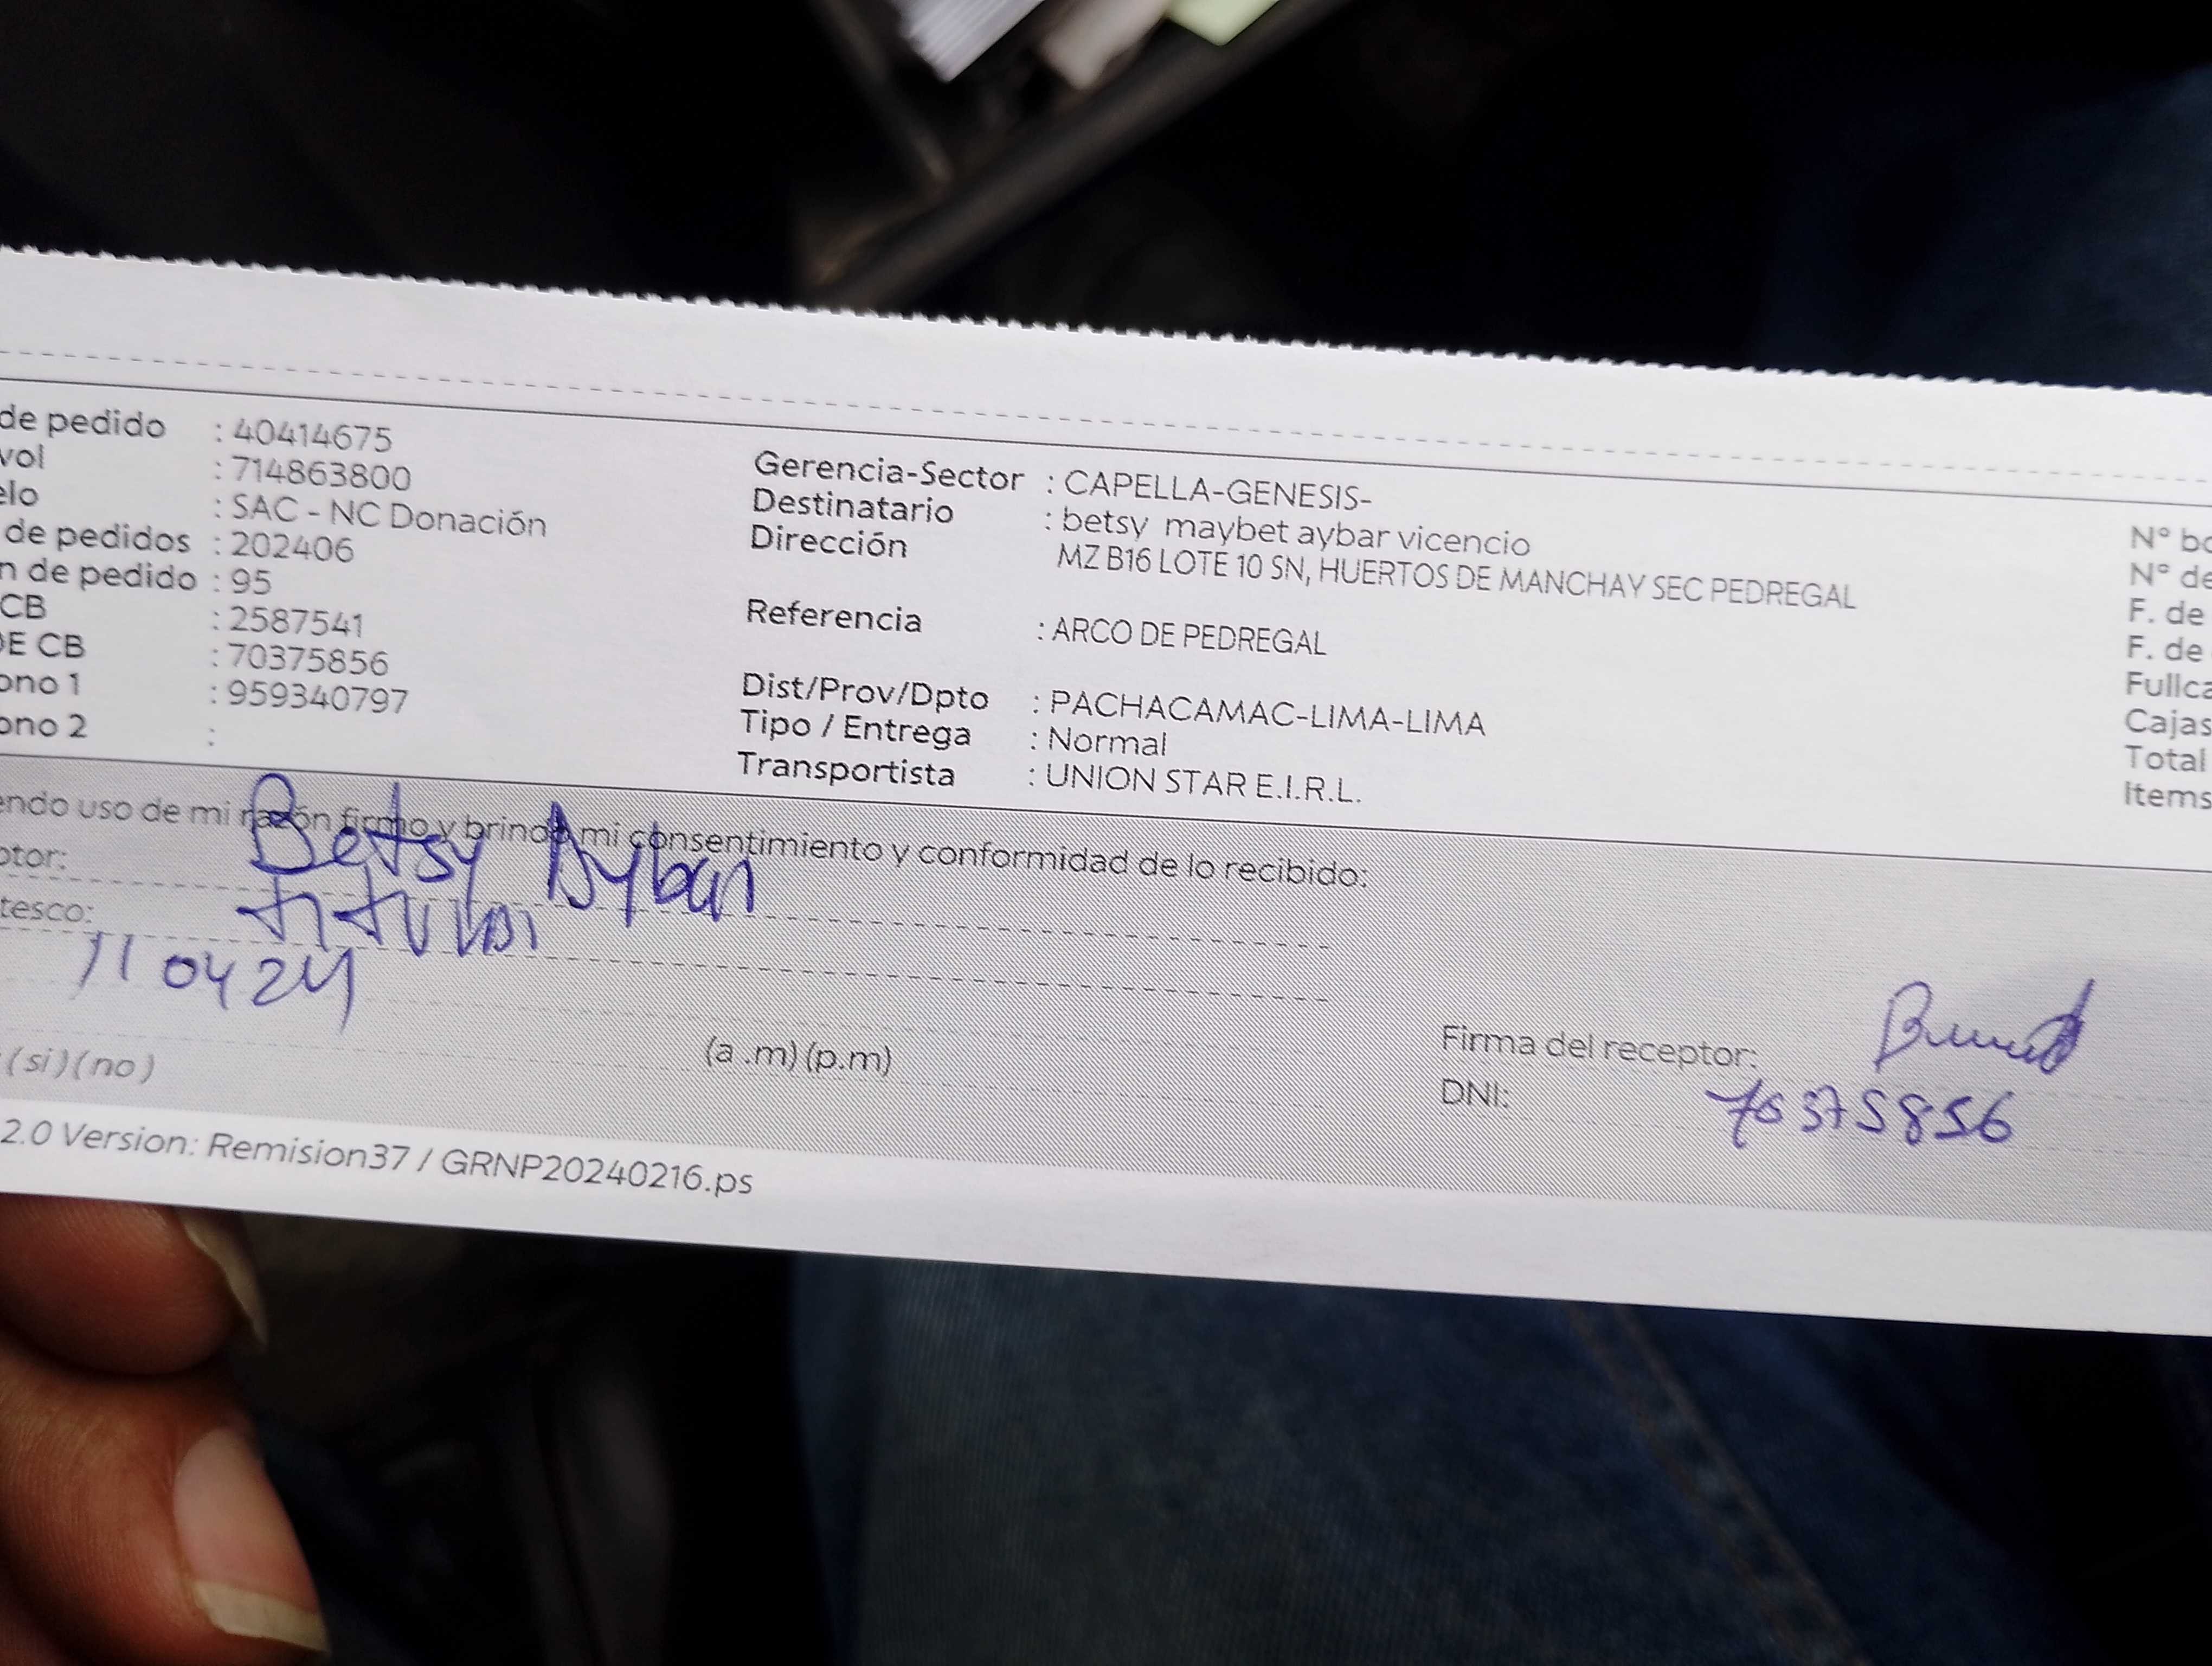 de pedido : 40414675
vol : 714863800
elo : SAC - NC Donación
de pedidos : 202406
n de pedido : 95
CB : 2587541
DE CB : 70375856
ono 1 : 959340797
ono 2 :
Gerencia-Sector : CAPELLA-GENESIS-
Destinatario : betsy maybet aybar vicencio
Dirección MZ B16 LOTE 10 SN, HUERTOS DE MANCHAY SEC PEDREGAL
Referencia : ARCO DE PEDREGAL
Dist/Prov/Dpto : PACHACAMAC-LIMA-LIMA
Tipo / Entrega : Normal
Transportista : UNION STAR E.I.R.L.
N° bo
N° de
F. de
F. de
Fullca
Cajas
Total
Items
endo uso de mi razón firmo y brindo mi consentimiento y conformidad de lo recibido:
ptor: Betsy Aybar
tesco: titular
110424
(si)(no) (a .m) (p.m)
Firma del receptor:
DNI: 70375856
2.0 Version: Remision37 / GRNP20240216.ps